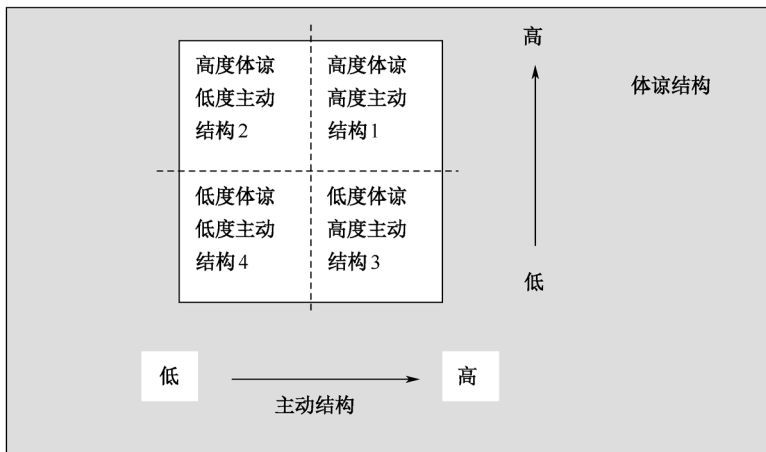 高
体谅结构
高度体谅
低度主动
结构2
高度体谅
高度主动
结构1
低度体谅
低度主动
结构4
低度体谅
高度主动
结构3
低
低
高
主动结构